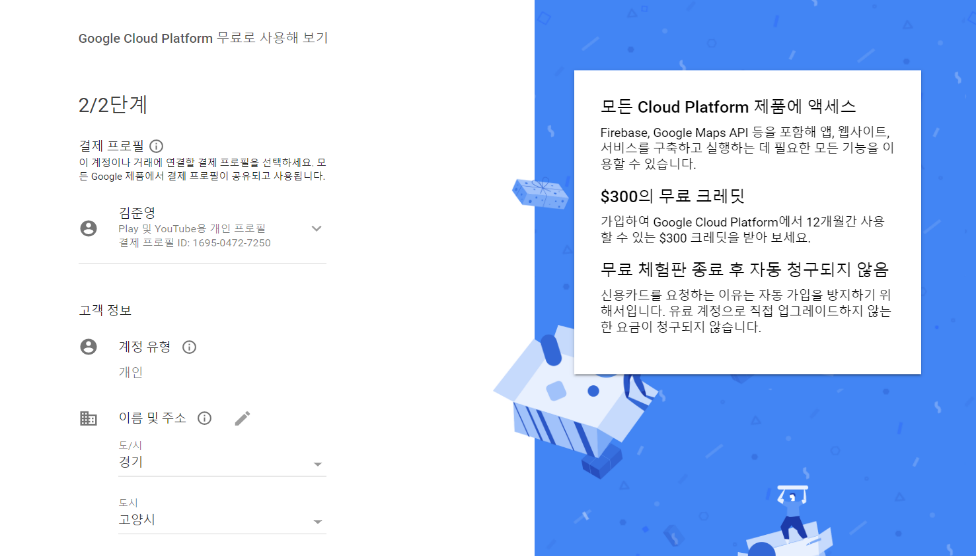 Google Cloud Platform 무료로 사용해 보기
2/2단계
결제 프로필
이 계정이나 거래에 연결할 결제 프로필을 선택하세요. 모
든 Google 제품에서 결제 프로필이 공유되고 사용됩니다.
김준영
Play 및 YouTube용 개인 프로필
결제 프로필 ID: 1695-0472-7250
고객 정보
계정 유형
개인
이름 및 주소
도/시
경기
도시
고양시
모든 Cloud Platform 제품에 액세스
Firebase, Google Maps API 등을 포함해 앱, 웹사이트,
서비스를 구축하고 실행하는 데 필요한 모든 기능을 이
용할 수 있습니다.
$300의 무료 크레딧
가입하여 Google Cloud Platform에서 12개월간 사용
할 수 있는 $300 크레딧을 받아 보세요.
무료 체험판 종료 후 자동 청구되지 않음
신용카드를 요청하는 이유는 자동 가입을 방지하기 위
해서입니다. 유료 계정으로 직접 업그레이드하지 않는
한 요금이 청구되지 않습니다.